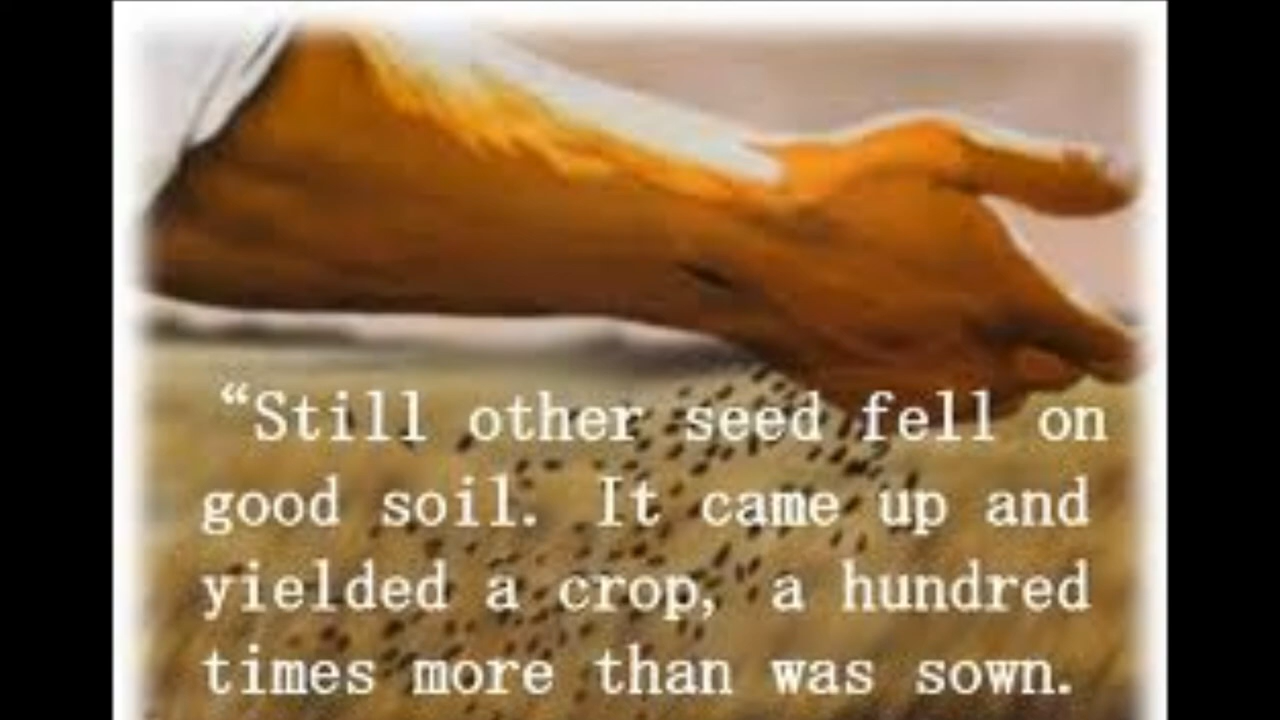 “Still other seed fell on
good soil. It came up and
yielded a crop, a hundred
times more than was sown.